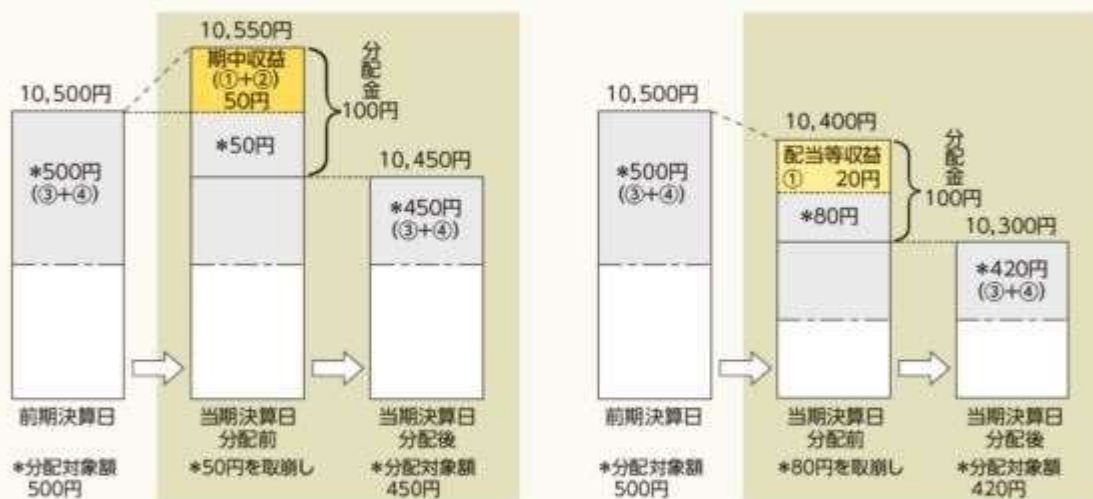 10,500円
*500円
(③+④)
前期決算日
*分配対象額
500円
10,550円
期中収益
(①+②)
50円
*50円
分配金
100円
当期決算日
分配前
*50円を取崩し
10,450円
*450円
(③+④)
当期決算日
分配後
*分配対象額
450円
10,500円
*500円
(③+④)
前期決算日
*分配対象額
500円
10,400円
配当等収益
① 20円
*80円
分配金
100円
当期決算日
分配前
*80円を取崩し
10,300円
*420円
(③+④)
当期決算日
分配後
*分配対象額
420円